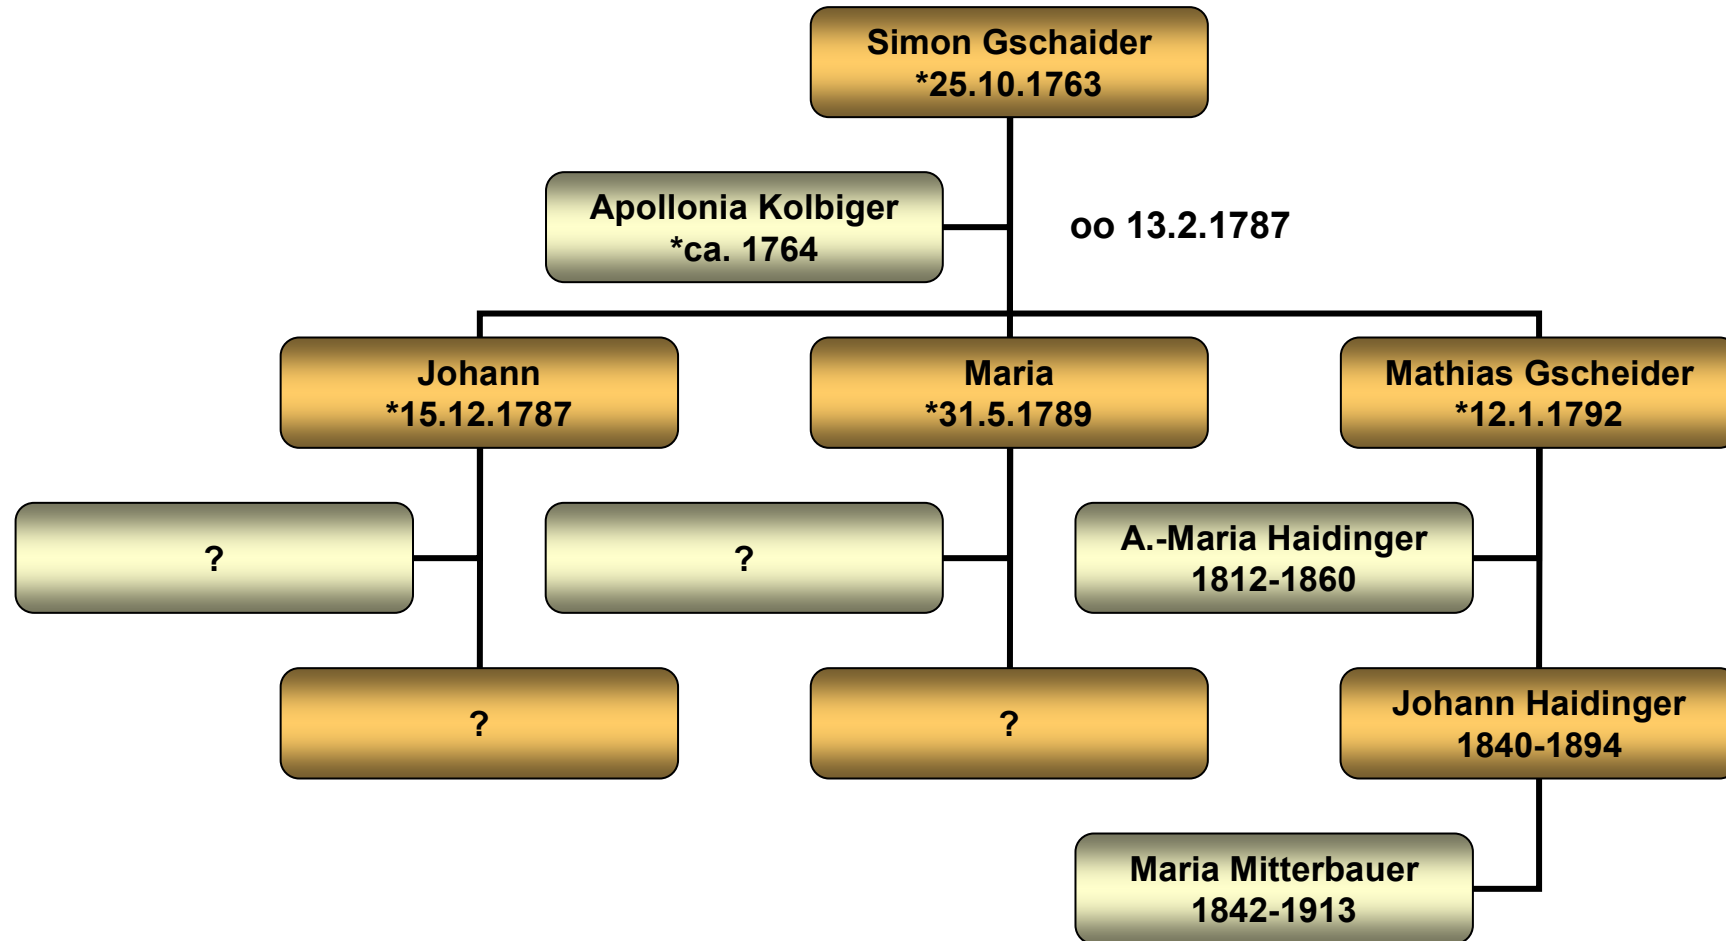 Simon Gschaider
*25.10.1763
Apollonia Kolbiger
*ca. 1764
oo 13.2.1787
Johann
*15.12.1787
Maria
*31.5.1789
Mathias Gscheider
*12.1.1792
?
?
A.-Maria Haidinger
1812-1860
?
?
Johann Haidinger
1840-1894
Maria Mitterbauer
1842-1913